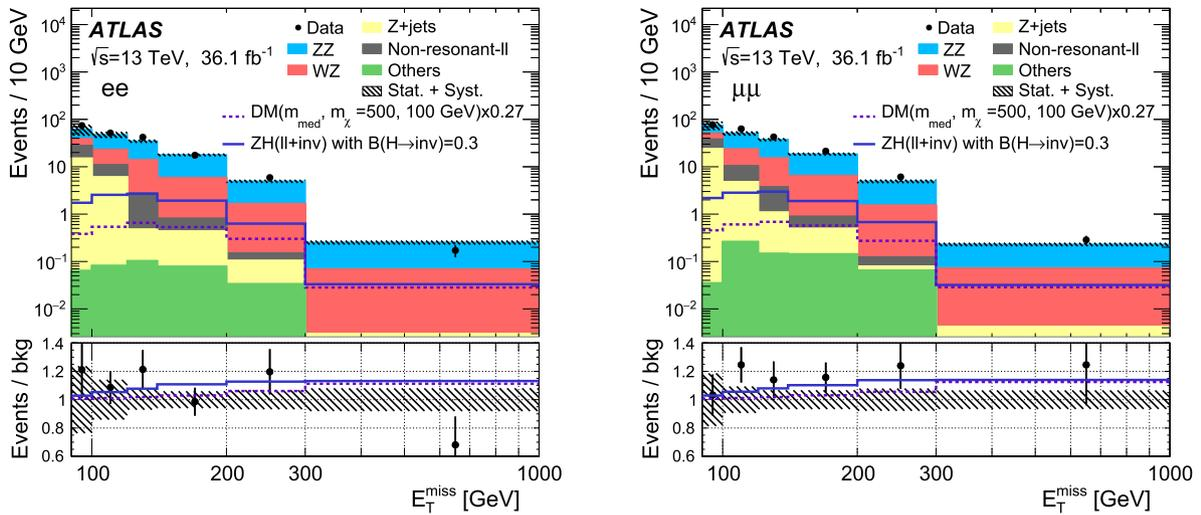 ATLAS
√s=13 TeV, 36.1 fb⁻¹
ee
Data
ZZ
WZ
Z+jets
Non-resonant-ll
Others
Stat. + Syst.
DM(m_med, m_χ =500, 100 GeV)x0.27
ZH(ll+inv) with B(H→inv)=0.3
Events / 10 GeV
10⁴
10³
10²
10
1
10⁻¹
10⁻²
Events / bkg
1.4
1.2
1
0.8
0.6
100 200 300 1000
E_T^miss [GeV]
ATLAS
√s=13 TeV, 36.1 fb⁻¹
μμ
Data
ZZ
WZ
Z+jets
Non-resonant-ll
Others
Stat. + Syst.
DM(m_med, m_χ =500, 100 GeV)x0.27
ZH(ll+inv) with B(H→inv)=0.3
Events / 10 GeV
10⁴
10³
10²
10
1
10⁻¹
10⁻²
Events / bkg
1.4
1.2
1
0.8
0.6
100 200 300 1000
E_T^miss [GeV]